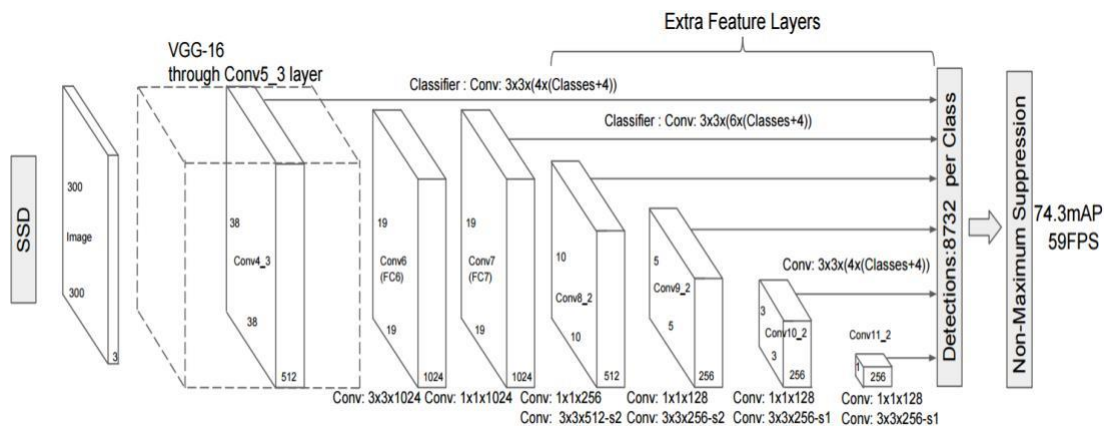 Extra Feature Layers
VGG-16
through Conv5_3 layer
Classifier : Conv: 3x3x(4x(Classes+4))
Classifier : Conv: 3x3x(6x(Classes+4))
SSD
300
Image
300
3
38
Conv4_3
38
512
19
Conv6
(FC6)
19
1024
19
Conv7
(FC7)
19
1024
10
Conv8_2
10
512
5
Conv9_2
5
256
Conv: 3x3x(4x(Classes+4))
3
Conv10_2
3
256
Conv11_2
1
256
Detections:8732 per Class
Non-Maximum Suppression
74.3mAP
59FPS
Conv: 3x3x1024
Conv: 1x1x1024
Conv: 1x1x256
Conv: 3x3x512-s2
Conv: 1x1x128
Conv: 3x3x256-s2
Conv: 1x1x128
Conv: 3x3x256-s1
Conv: 1x1x128
Conv: 3x3x256-s1